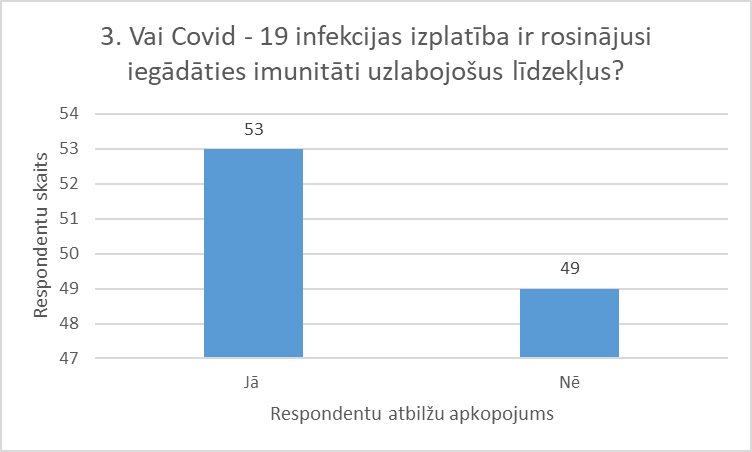 3. Vai Covid - 19 infekcijas izplatība ir rosinājusi
iegādāties imunitāti uzlabojošus līdzekļus?
Respondentu skaits
54
53
52
51
50
49
48
47
53
49
Jā
Nē
Respondentu atbilžu apkopojums